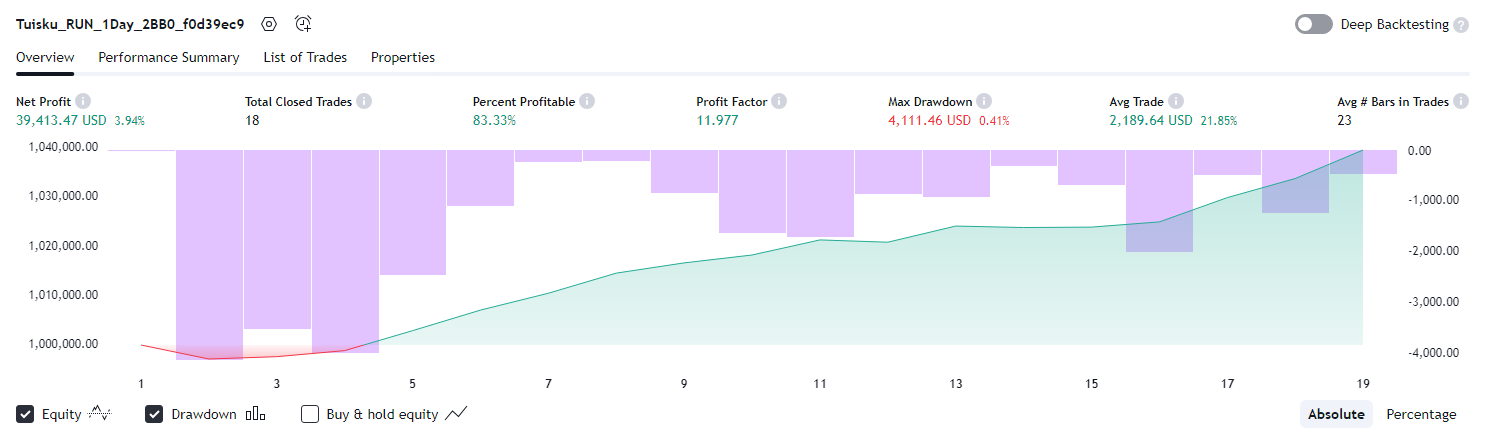 Tuisku_RUN_1Day_2BB0_f0d39ec9 Deep Backtesting ?
Overview Performance Summary List of Trades Properties
Net Profit i Total Closed Trades i Percent Profitable i Profit Factor i Max Drawdown i Avg Trade i Avg # Bars in Trades i
39,413.47 USD 3.94% 18 83.33% 11.977 4,111.46 USD 0.41% 2,189.64 USD 21.85% 23
1,040,000.00 0.00
1,030,000.00 -1,000.00
1,020,000.00 -2,000.00
1,010,000.00 -3,000.00
1,000,000.00 -4,000.00
1 3 5 7 9 11 13 15 17 19
Equity Drawdown Buy & hold equity Absolute Percentage